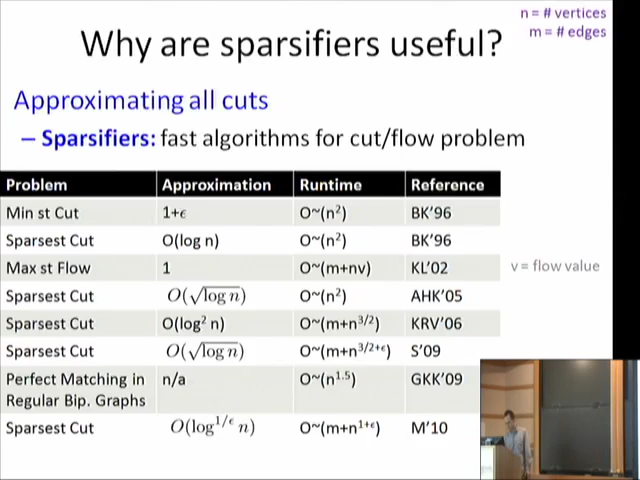 n = # vertices
m = # edges
Why are sparsifiers useful?
Approximating all cuts
– Sparsifiers: fast algorithms for cut/flow problem
Problem Approximation Runtime Reference
Min st Cut 1+ϵ O~(n²) BK'96
Sparsest Cut O(log n) O~(n²) BK'96
Max st Flow 1 O~(m+nv) KL'02 v = flow value
Sparsest Cut O(√log n) O~(n²) AHK'05
Sparsest Cut O(log² n) O~(m+n^{3/2}) KRV'06
Sparsest Cut O(√log n) O~(m+n^{3/2+ϵ}) S'09
Perfect Matching in n/a O~(n^{1.5}) GKK'09
Regular Bip. Graphs
Sparsest Cut O(log^{1/ϵ} n) O~(m+n^{1+ϵ}) M'10